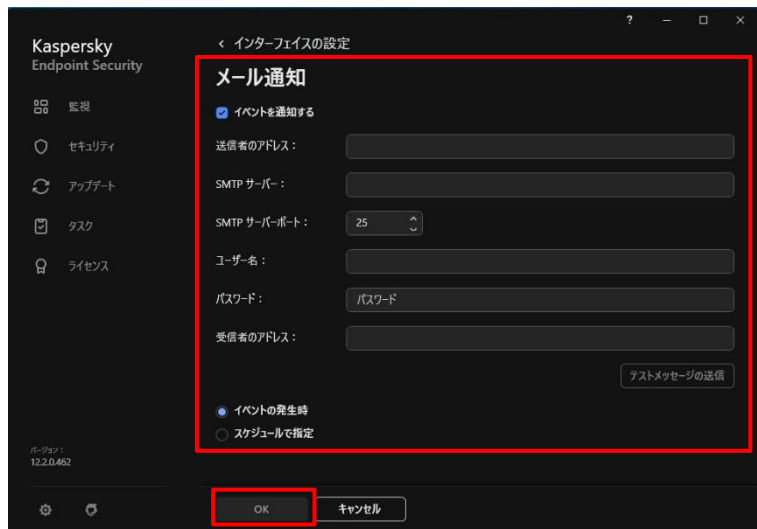 ? – □ ×
Kaspersky
Endpoint Security
監視
セキュリティ
アップデート
タスク
ライセンス
バージョン：
12.2.0.462
< インターフェイスの設定
メール通知
イベントを通知する
送信者のアドレス：
SMTP サーバー：
SMTP サーバーポート： 25
ユーザー名：
パスワード： パスワード
受信者のアドレス：
テストメッセージの送信
イベントの発生時
スケジュールで指定
OK キャンセル